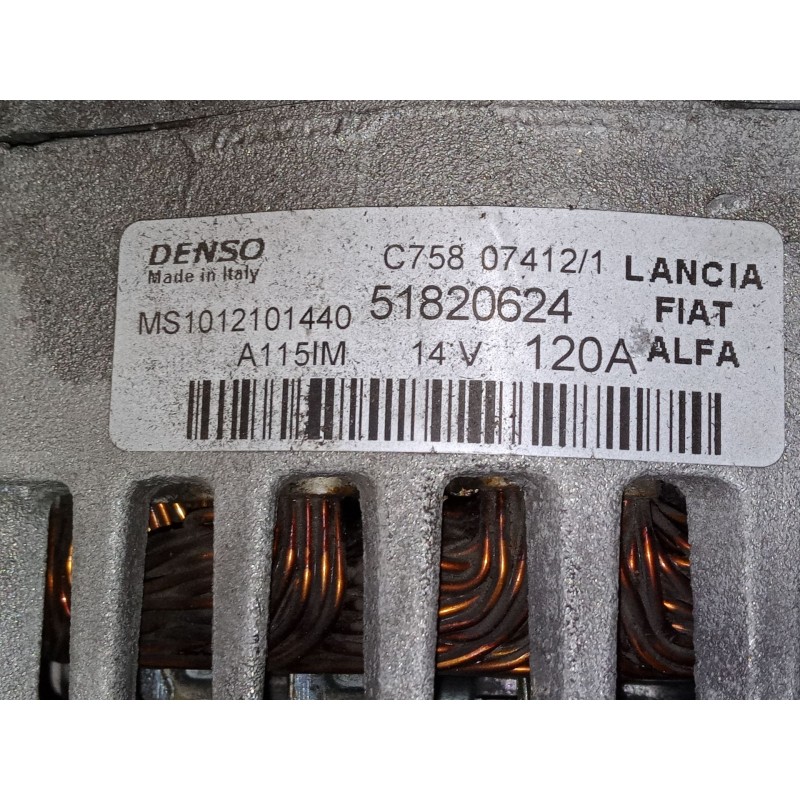 DENSO
Made in Italy
C758 07412/1
MS1012101440
51820624
A115IM 14 V 120A
LANCIA
FIAT
ALFA